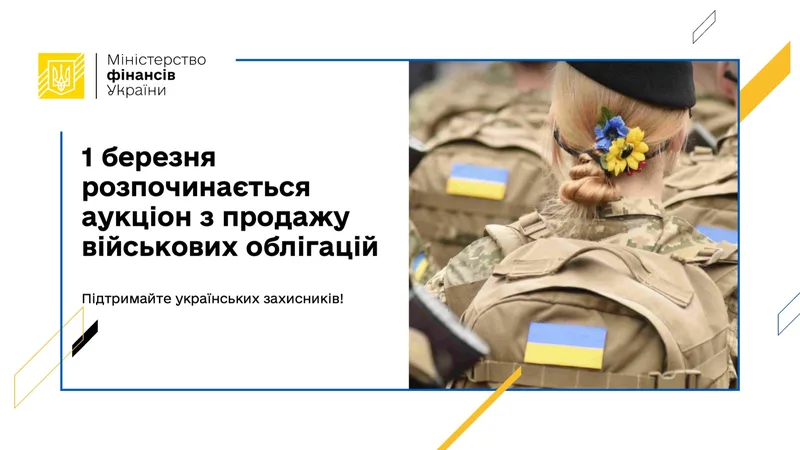 Міністерство
фінансів
України
1 березня
розпочинається
аукціон з продажу
військових облігацій
Підтримайте українських захисників!